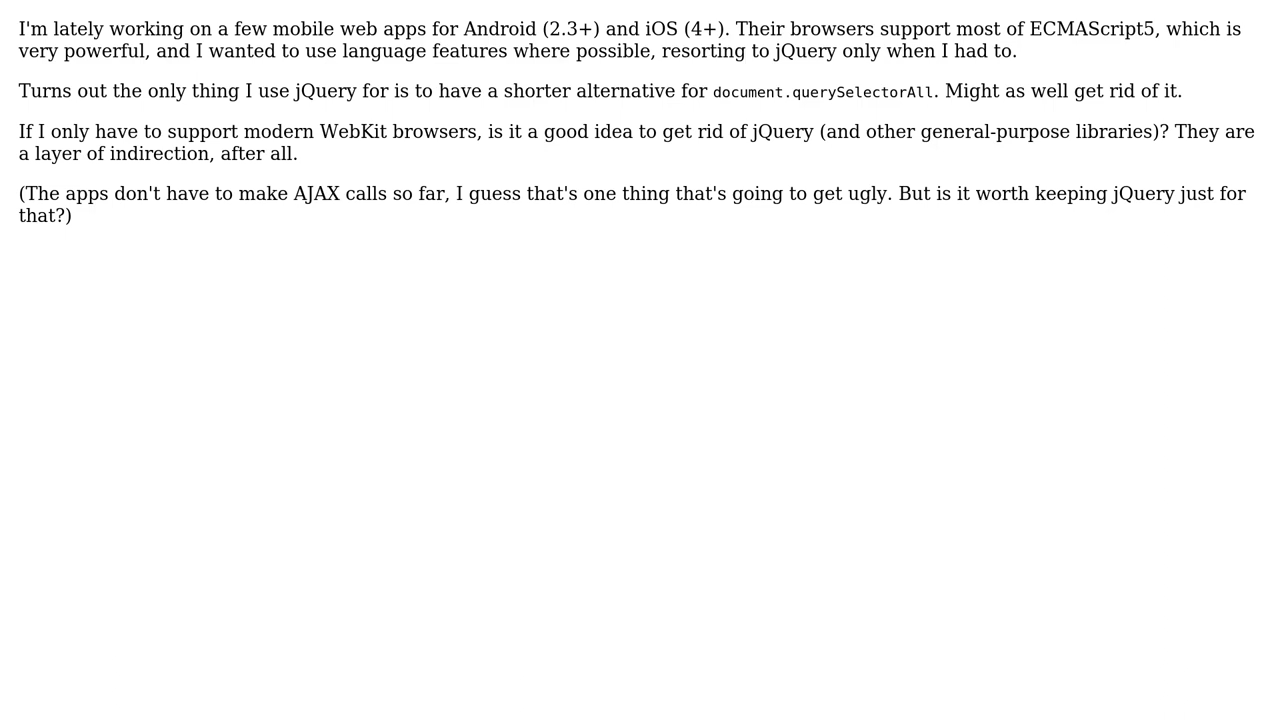 I'm lately working on a few mobile web apps for Android (2.3+) and iOS (4+). Their browsers support most of ECMAScript5, which is
very powerful, and I wanted to use language features where possible, resorting to jQuery only when I had to.
Turns out the only thing I use jQuery for is to have a shorter alternative for document.querySelectorAll. Might as well get rid of it.
If I only have to support modern WebKit browsers, is it a good idea to get rid of jQuery (and other general-purpose libraries)? They are
a layer of indirection, after all.
(The apps don't have to make AJAX calls so far, I guess that's one thing that's going to get ugly. But is it worth keeping jQuery just for
that?)